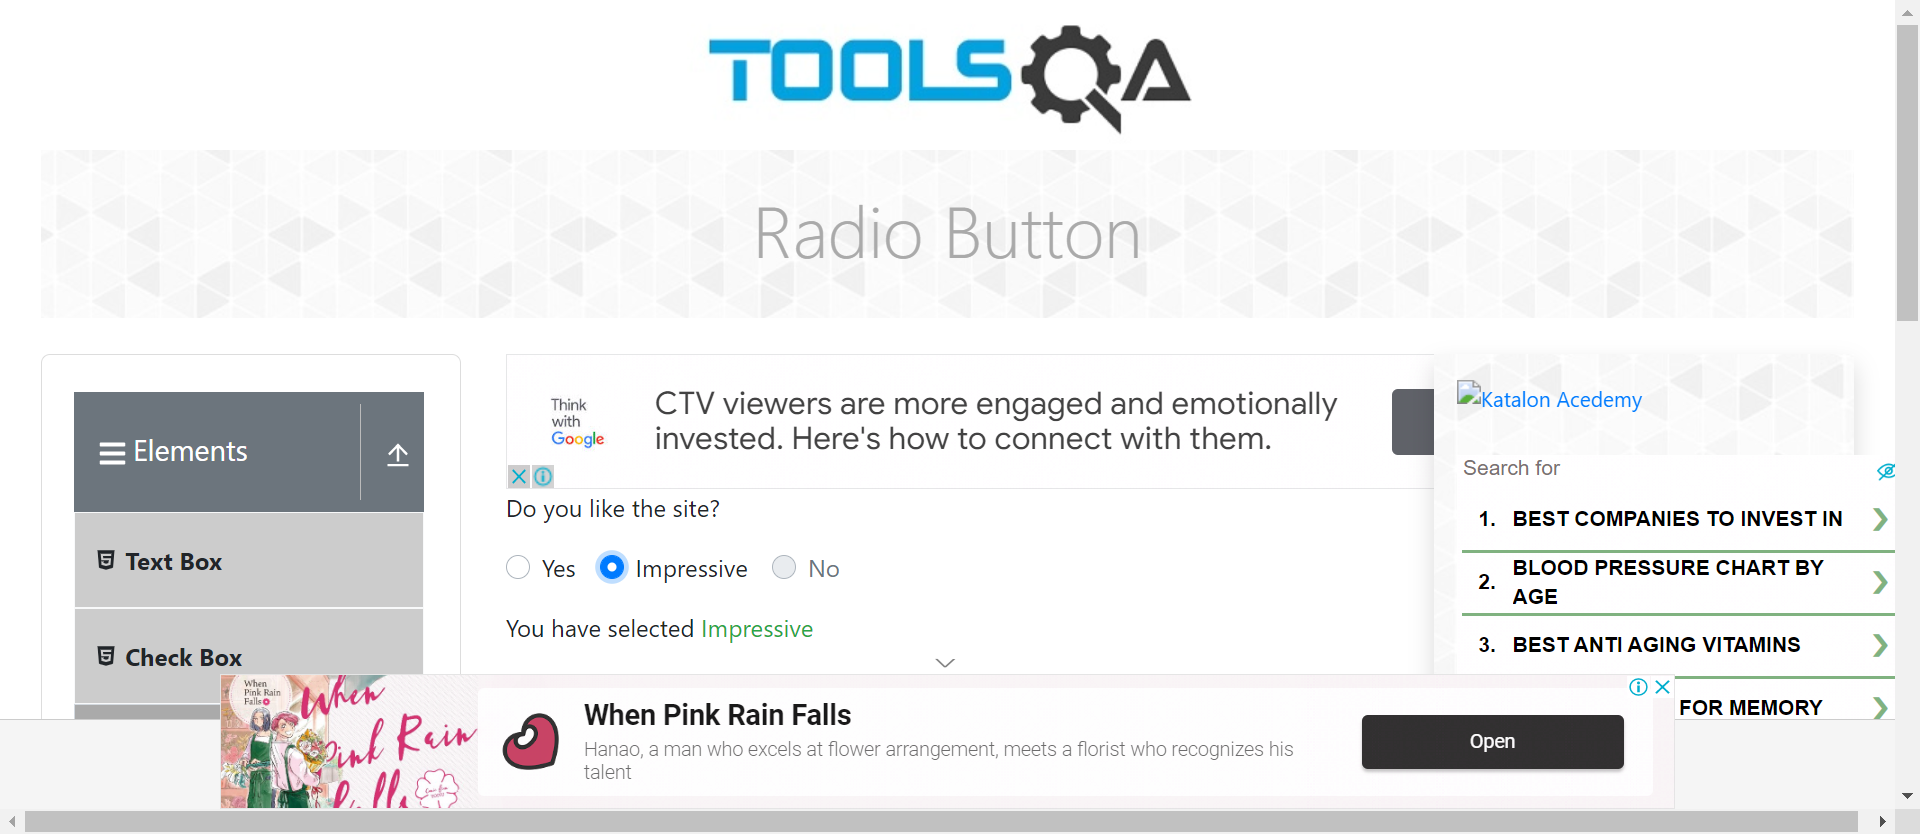 TOOLSQA
Radio Button
Elements
Text Box
Check Box
Think
with
Google
CTV viewers are more engaged and emotionally
invested. Here's how to connect with them.
Do you like the site?
Yes
Impressive
No
You have selected Impressive
Katalon Acedemy
Search for
1. BEST COMPANIES TO INVEST IN
2. BLOOD PRESSURE CHART BY
AGE
3. BEST ANTI AGING VITAMINS
FOR MEMORY
When
Pink Rain
Falls
When
Pink Rain
Falls
When Pink Rain Falls
Hanao, a man who excels at flower arrangement, meets a florist who recognizes his
talent
Open